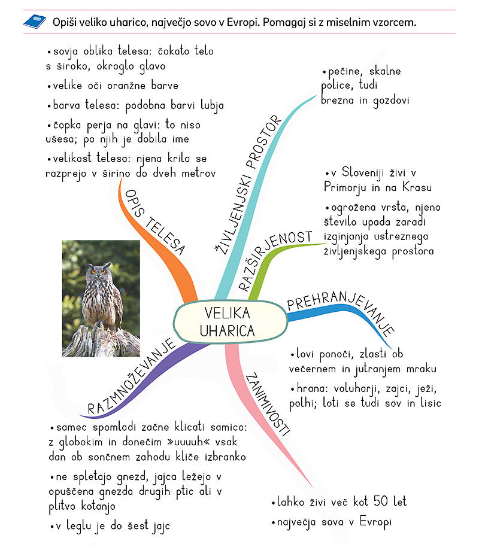 Opiši veliko uharico, največjo sovo v Evropi. Pomagaj si z miselnim vzorcem.
• sovja oblika telesa: čokato telo
s široko, okroglo glavo
• velike oči oranžne barve
• barva telesa: podobna barvi lubja
• čopka perja na glavi: to niso
ušesa; po njih je dobila ime
• velikost telesa: njena krila se
razprejo v širino do dveh metrov
OPIS TELESA
• pečine, skalne
police, tudi
brezna in gozdovi
ŽIVLJENJSKI PROSTOR
• v Sloveniji živi v
Primorju in na Krasu
• ogrožena vrsta, njeno
število upada zaradi
izginjanja ustreznega
življenjskega prostora
RAZŠIRJENOST
VELIKA
UHARICA
PREHRANJEVANJE
• lovi ponoči, zlasti ob
večernem in jutranjem mraku
• hrana: voluharji, zajci, ježi,
polhi; loti se tudi sov in lisic
RAZMNOŽEVANJE
• samec spomladi začne klicati samico:
z globokim in donečim »uuuuh« vsak
dan ob sončnem zahodu kliče izbranko
• ne spletajo gnezd, jajca ležejo v
opuščena gnezda drugih ptic ali v
plitvo kotanjo
• v leglu je do šest jajc
ZANIMIVOSTI
• lahko živi več kot 50 let
• največja sova v Evropi